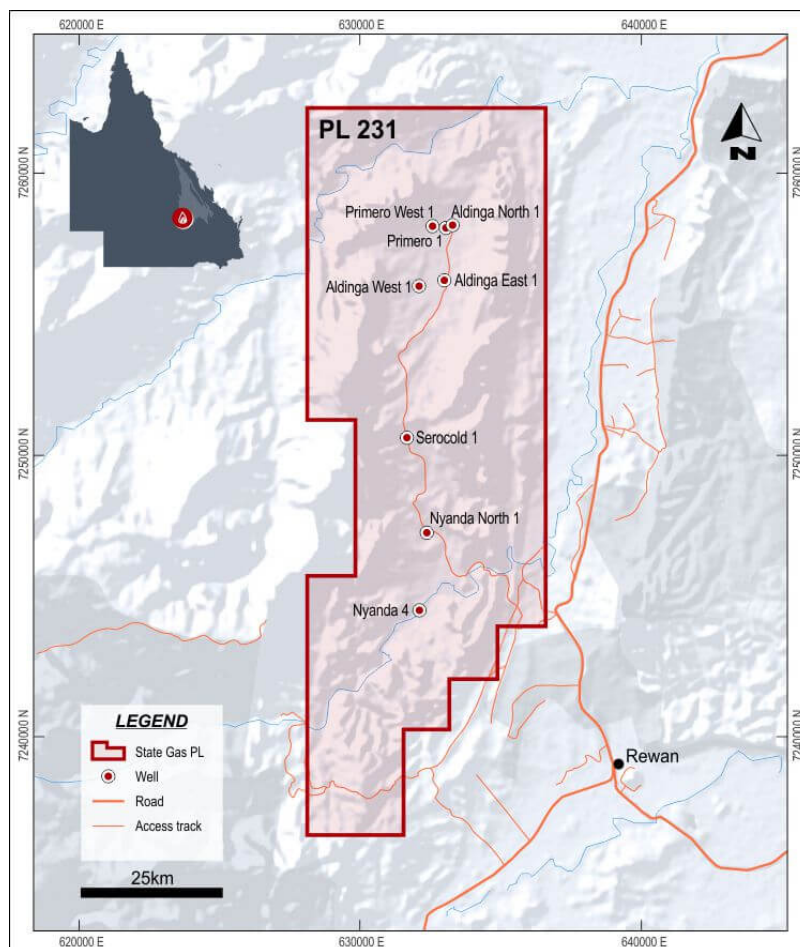 620000 E
630000 E
640000 E
PL 231
N
7260000 N
7260000 N
Primero West 1
Aldinga North 1
Primero 1
Aldinga West 1
Aldinga East 1
7250000 N
7250000 N
Serocold 1
Nyanda North 1
Nyanda 4
7240000 N
7240000 N
Rewan
LEGEND
State Gas PL
Well
Road
Access track
25km
620000 E
630000 E
640000 E